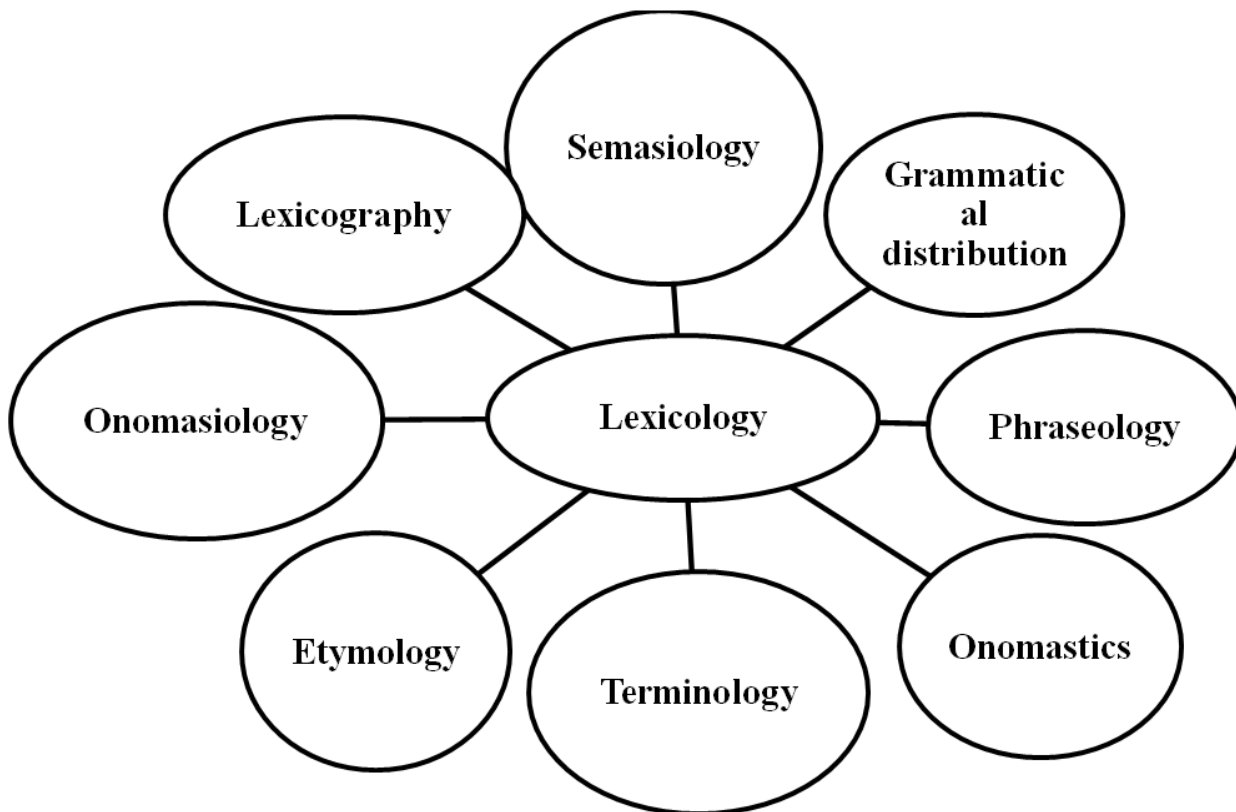 Semasiology
Grammatic
al
distribution
Lexicography
Lexicology
Onomasiology
Phraseology
Etymology
Terminology
Onomastics